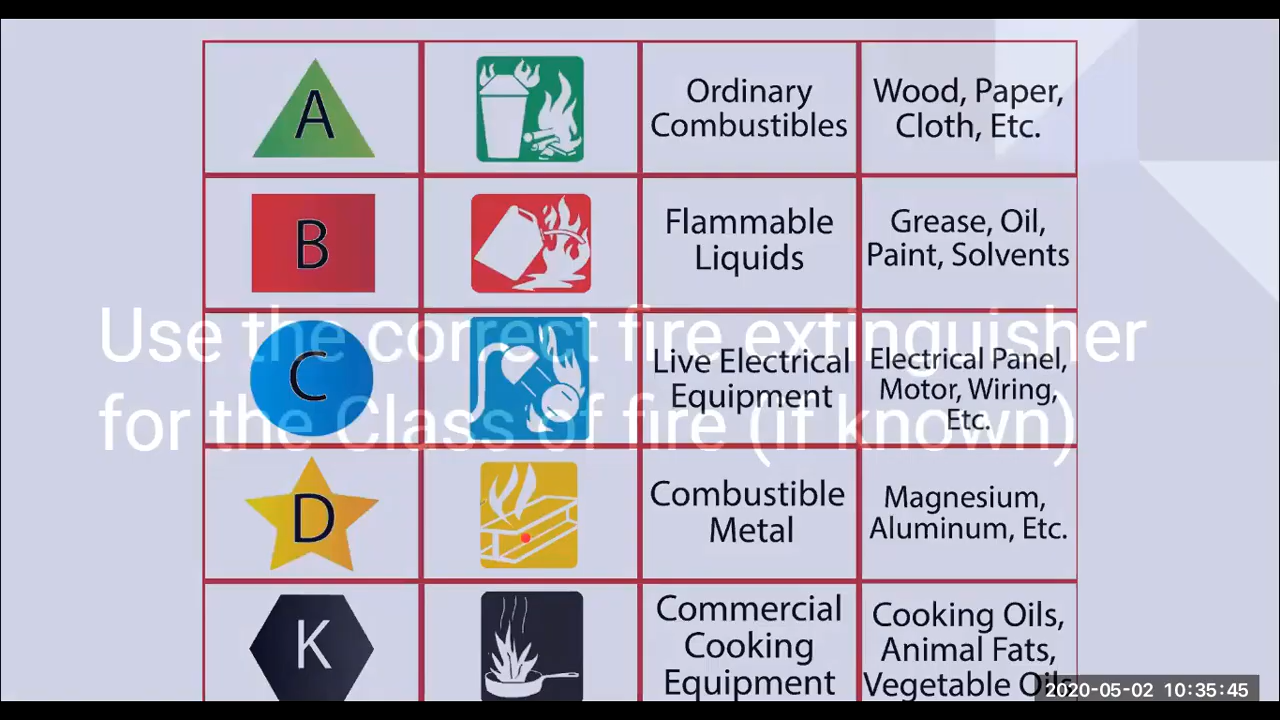 A
Ordinary
Combustibles
Wood, Paper,
Cloth, Etc.
B
Flammable
Liquids
Grease, Oil,
Paint, Solvents
Use the correct fire extinguisher
for the Class of fire (if known)
C
Live Electrical
Equipment
Electrical Panel,
Motor, Wiring,
Etc.
D
Combustible
Metal
Magnesium,
Aluminum, Etc.
K
Commercial
Cooking
Equipment
Cooking Oils,
Animal Fats,
Vegetable Oils
2020-05-02 10:35:45